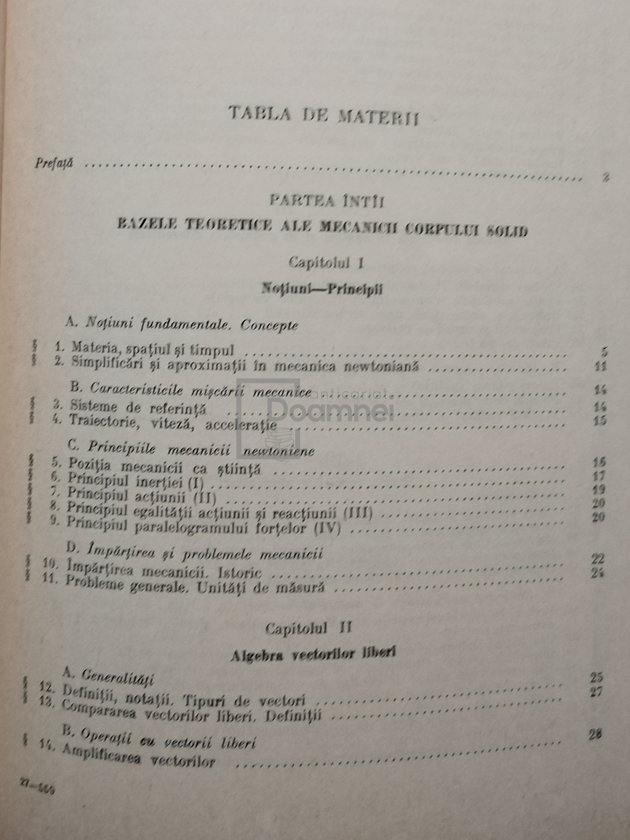 TABLA DE MATERII
Prefață 3
PARTEA ÎNTÎI
BAZELE TEORETICE ALE MECANICII CORPULUI SOLID
Capitolul I
Noțiuni—Principii
A. Noțiuni fundamentale. Concepte
§ 1. Materia, spațiul și timpul 5
§ 2. Simplificări și aproximații în mecanica newtoniană 11
B. Caracteristicile mișcării mecanice 14
§ 3. Sisteme de referință 14
§ 4. Traiectorie, viteză, accelerație 15
anticariat
Doamnei
C. Principiile mecanicii newtoniene
§ 5. Poziția mecanicii ca știință 16
§ 6. Principiul inerției (I) 17
§ 7. Principiul acțiunii (II) 19
§ 8. Principiul egalității acțiunii și reacțiunii (III) 20
§ 9. Principiul paralelogramului forțelor (IV) 20
D. Împărțirea și problemele mecanicii
§ 10. Împărțirea mecanicii. Istoric 22
§ 11. Probleme generale. Unități de măsură 24
Capitolul II
Algebra vectorilor liberi
A. Generalități
§ 12. Definiții, notații. Tipuri de vectori 25
§ 13. Compararea vectorilor liberi. Definiții 27
B. Operații cu vectorii liberi
§ 14. Amplificarea vectorilor 28
27—560